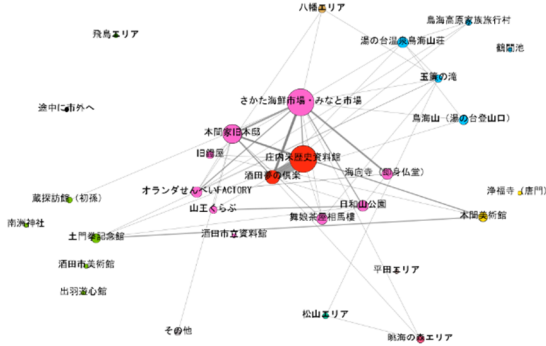 八幡エリア
鳥海高原家族旅行村
飛鳥エリア
湯の台温泉鳥海山荘
鶴間池
玉簾の滝
さかた海鮮市場・みなと市場
途中に市外へ
鳥海山（湯の台登山口）
本間家旧本邸
旧鐙屋
庄内米歴史資料館
酒田夢の倶楽
海向寺（即身仏堂）
オランダせんべいFACTORY
浄福寺（唐門）
蔵探訪館（初孫）
山王くらぶ
日和山公園
舞娘茶屋相馬樓
本間美術館
南洲神社
土門拳記念館
酒田市立資料館
酒田市美術館
平田エリア
出羽遊心館
松山エリア
その他
眺海の森エリア